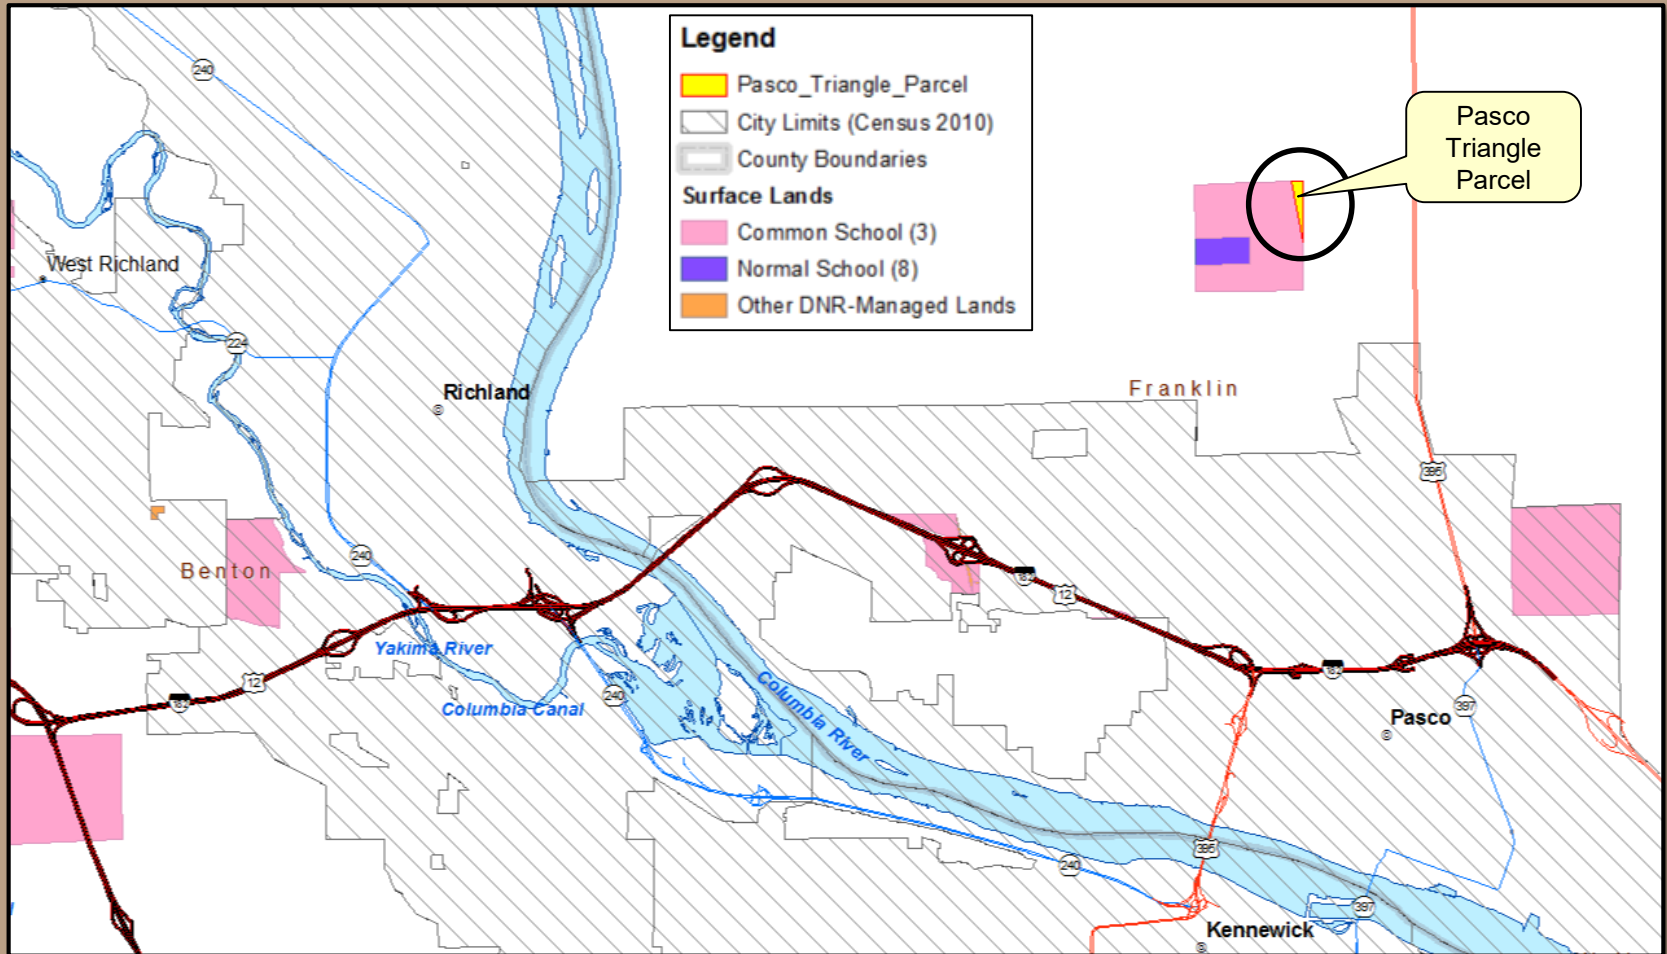 Legend
Pasco_Triangle_Parcel
City Limits (Census 2010)
County Boundaries
Surface Lands
Common School (3)
Normal School (8)
Other DNR-Managed Lands
Pasco
Triangle
Parcel
240
West Richland
224
Richland
Franklin
395
240
Benton
182
12
Yakima River
182
12
Columbia Canal
240
Columbia River
182
397
Pasco
395
240
397
Kennewick